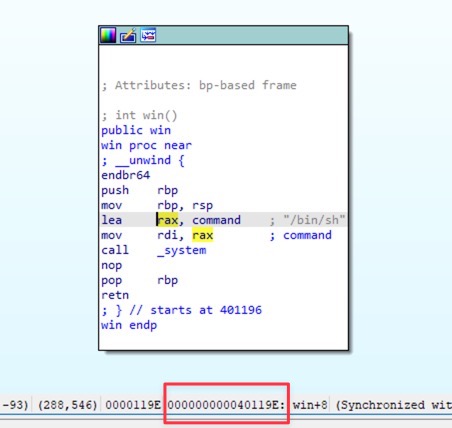 ; Attributes: bp-based frame
; int win()
public win
win proc near
; __unwind {
endbr64
push rbp
mov rbp, rsp
lea rax, command ; "/bin/sh"
mov rdi, rax ; command
call _system
nop
pop rbp
retn
; } // starts at 401196
win endp
-93) (288,546) 0000119E 000000000040119E: win+8 (Synchronized wit